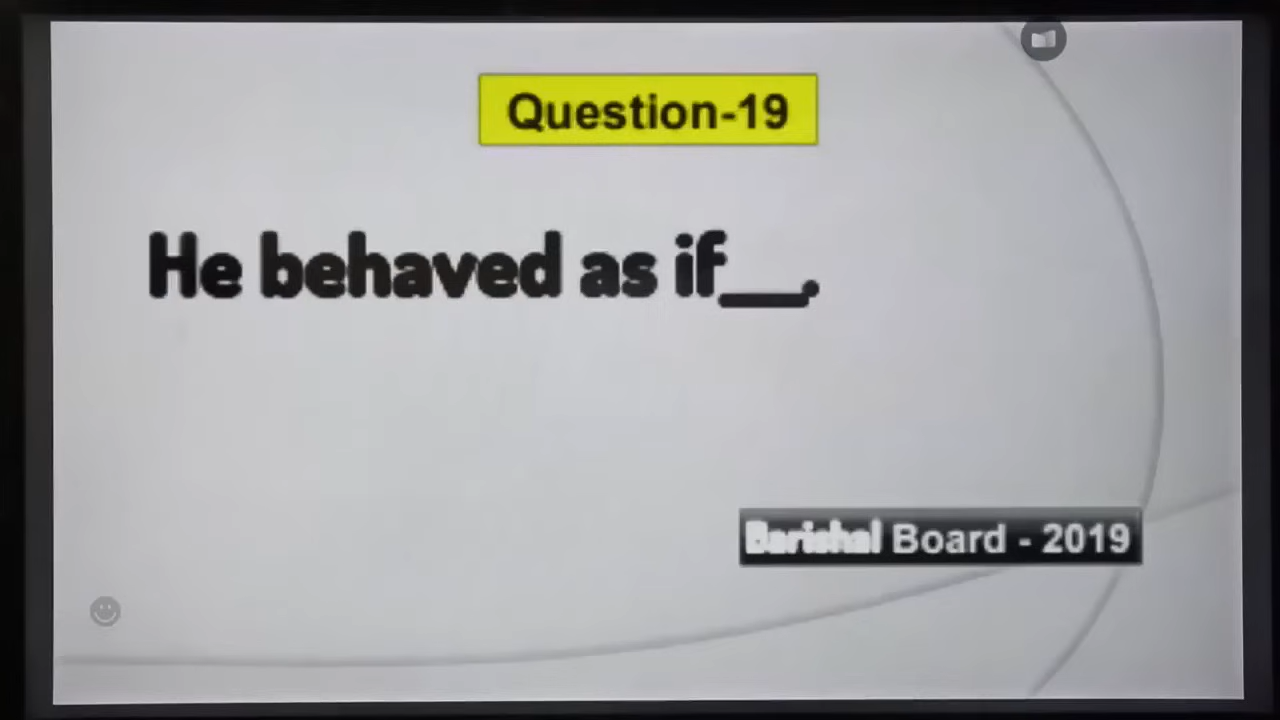 Question-19
He behaved as if___.
Barishal Board - 2019